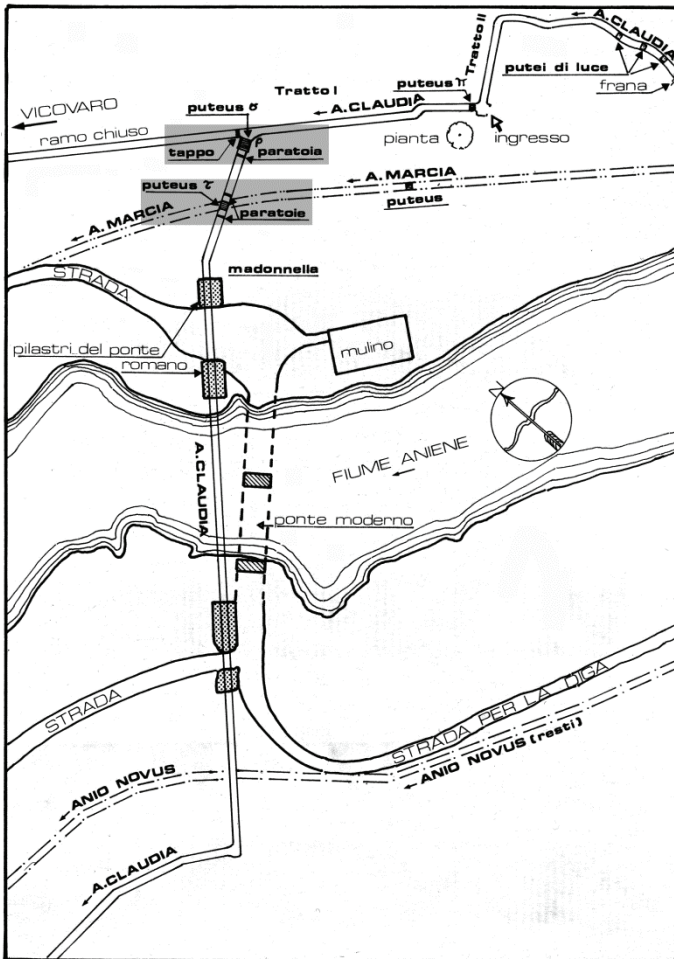 A. CLAUDIA
Tratto II
putei di luce
frana
puteus π
Tratto I
A. CLAUDIA
VICOVARO
puteus σ
ramo chiuso
pianta
ingresso
tappo
ρ
paratoia
A. MARCIA
puteus
puteus τ
paratoie
A. MARCIA
madonnella
STRADA
pilastri del ponte
romano
mulino
N
FIUME ANIENE
A.CLAUDIA
ponte moderno
STRADA
STRADA PER LA DIGA
ANIO NOVUS (resti)
ANIO NOVUS
A.CLAUDIA